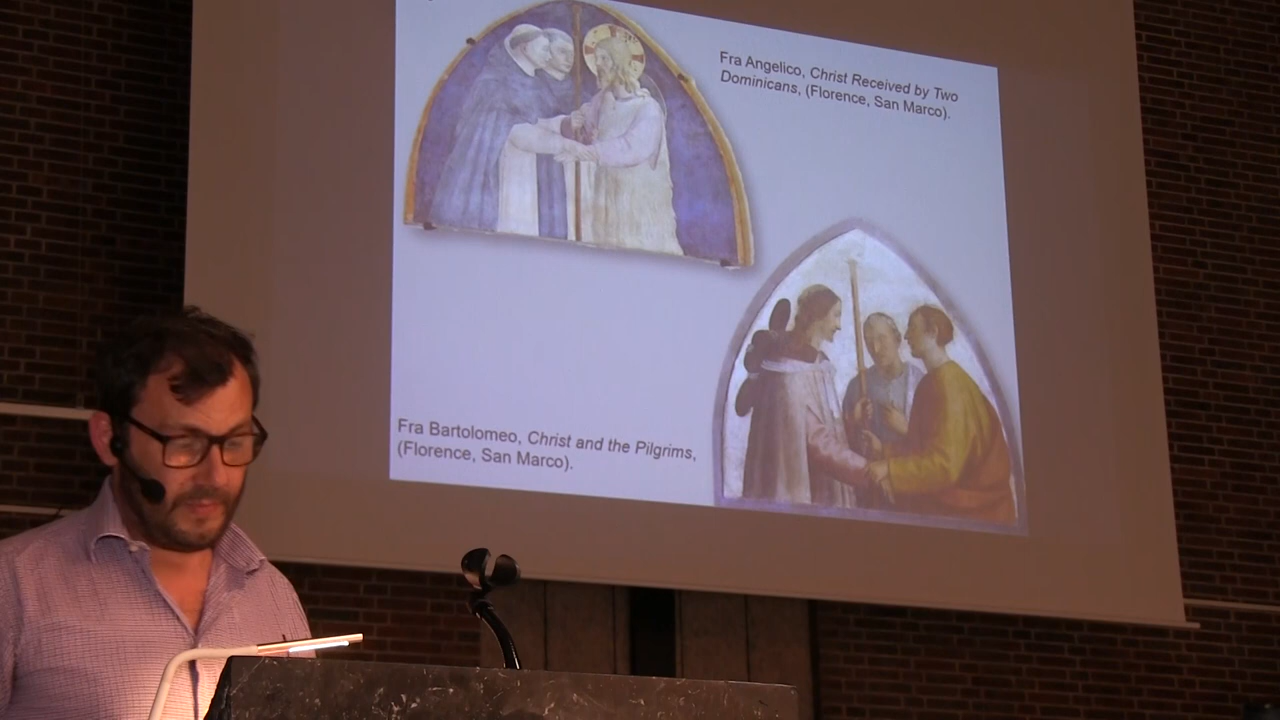 Fra Angelico, Christ Received by Two
Dominicans, (Florence, San Marco).
Fra Bartolomeo, Christ and the Pilgrims,
(Florence, San Marco).